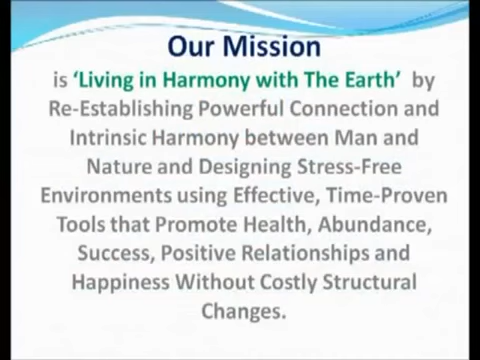 Our Mission
is ‘Living in Harmony with The Earth’ by
Re-Establishing Powerful Connection and
Intrinsic Harmony between Man and
Nature and Designing Stress-Free
Environments using Effective, Time-Proven
Tools that Promote Health, Abundance,
Success, Positive Relationships and
Happiness Without Costly Structural
Changes.